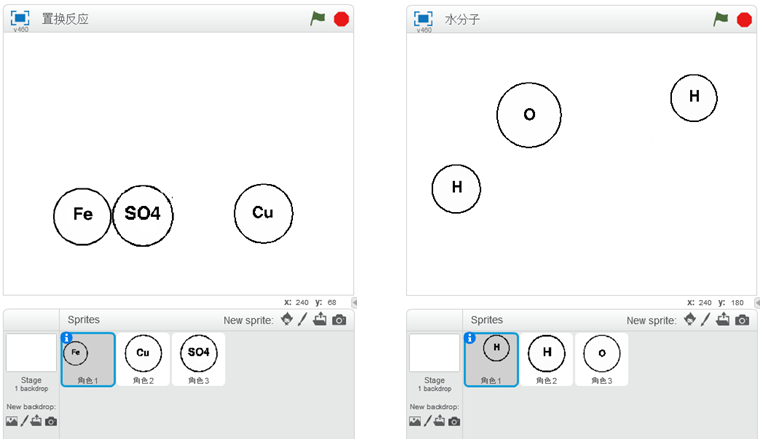 置换反应
v460
Fe
SO4
Cu
x: 240 y: 68
Sprites
New sprite:
Stage
1 backdrop
New backdrop:
Fe
角色1
Cu
角色2
SO4
角色3
水分子
v460
O
H
H
x: 240 y: 180
Sprites
New sprite:
Stage
1 backdrop
New backdrop:
H
角色1
H
角色2
O
角色3